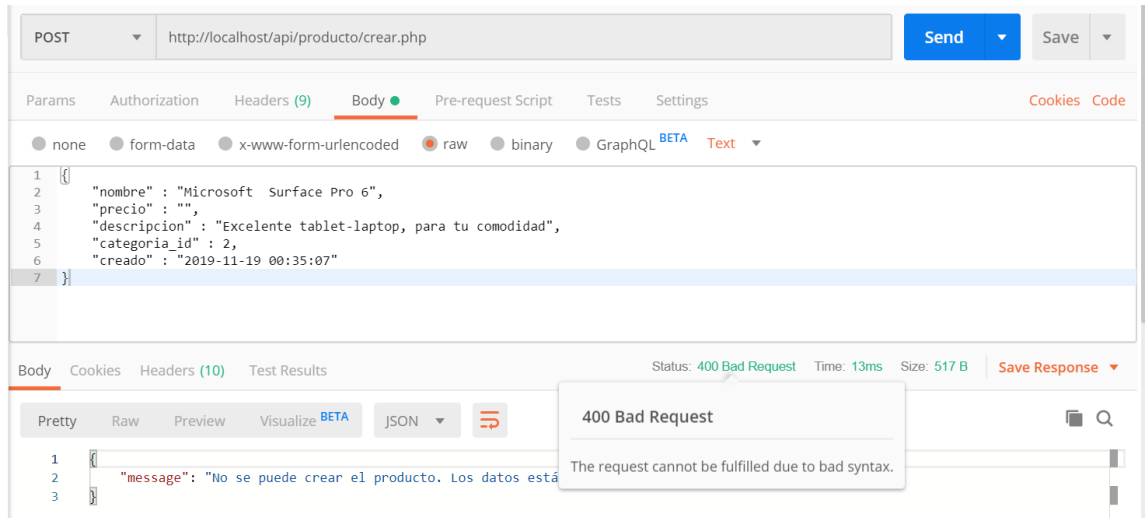 POST http://localhost/api/producto/crear.php Send Save
Params Authorization Headers (9) Body Pre-request Script Tests Settings Cookies Code
none form-data x-www-form-urlencoded raw binary GraphQL BETA Text
1 {
2 "nombre" : "Microsoft  Surface Pro 6",
3 "precio" : "",
4 "descripcion" : "Excelente tablet-laptop, para tu comodidad",
5 "categoria_id" : 2,
6 "creado" : "2019-11-19 00:35:07"
7 }
Body Cookies Headers (10) Test Results Status: 400 Bad Request Time: 13ms Size: 517 B Save Response
Pretty Raw Preview Visualize BETA JSON
400 Bad Request
The request cannot be fulfilled due to bad syntax.
1 {
2 "message": "No se puede crear el producto. Los datos está
3 }